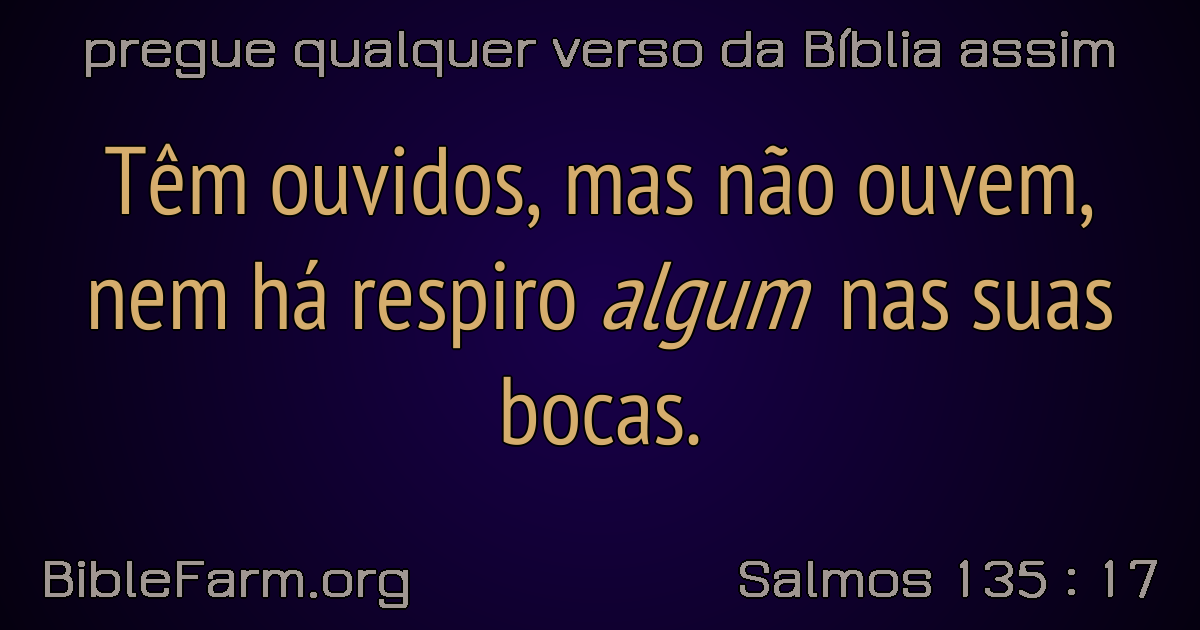 pregue qualquer verso da Bíblia assim
Têm ouvidos, mas não ouvem,
nem há respiro algum nas suas
bocas.
BibleFarm.org
Salmos 135 : 17